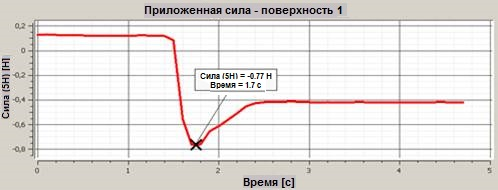 Приложенная сила - поверхность 1
Сила (5Н) [Н]
0,2
0
-0,2
-0,4
-0,6
-0,8
Сила (5Н) = -0.77 Н
Время = 1.7 с
0
1
2
3
4
5
Время [с]